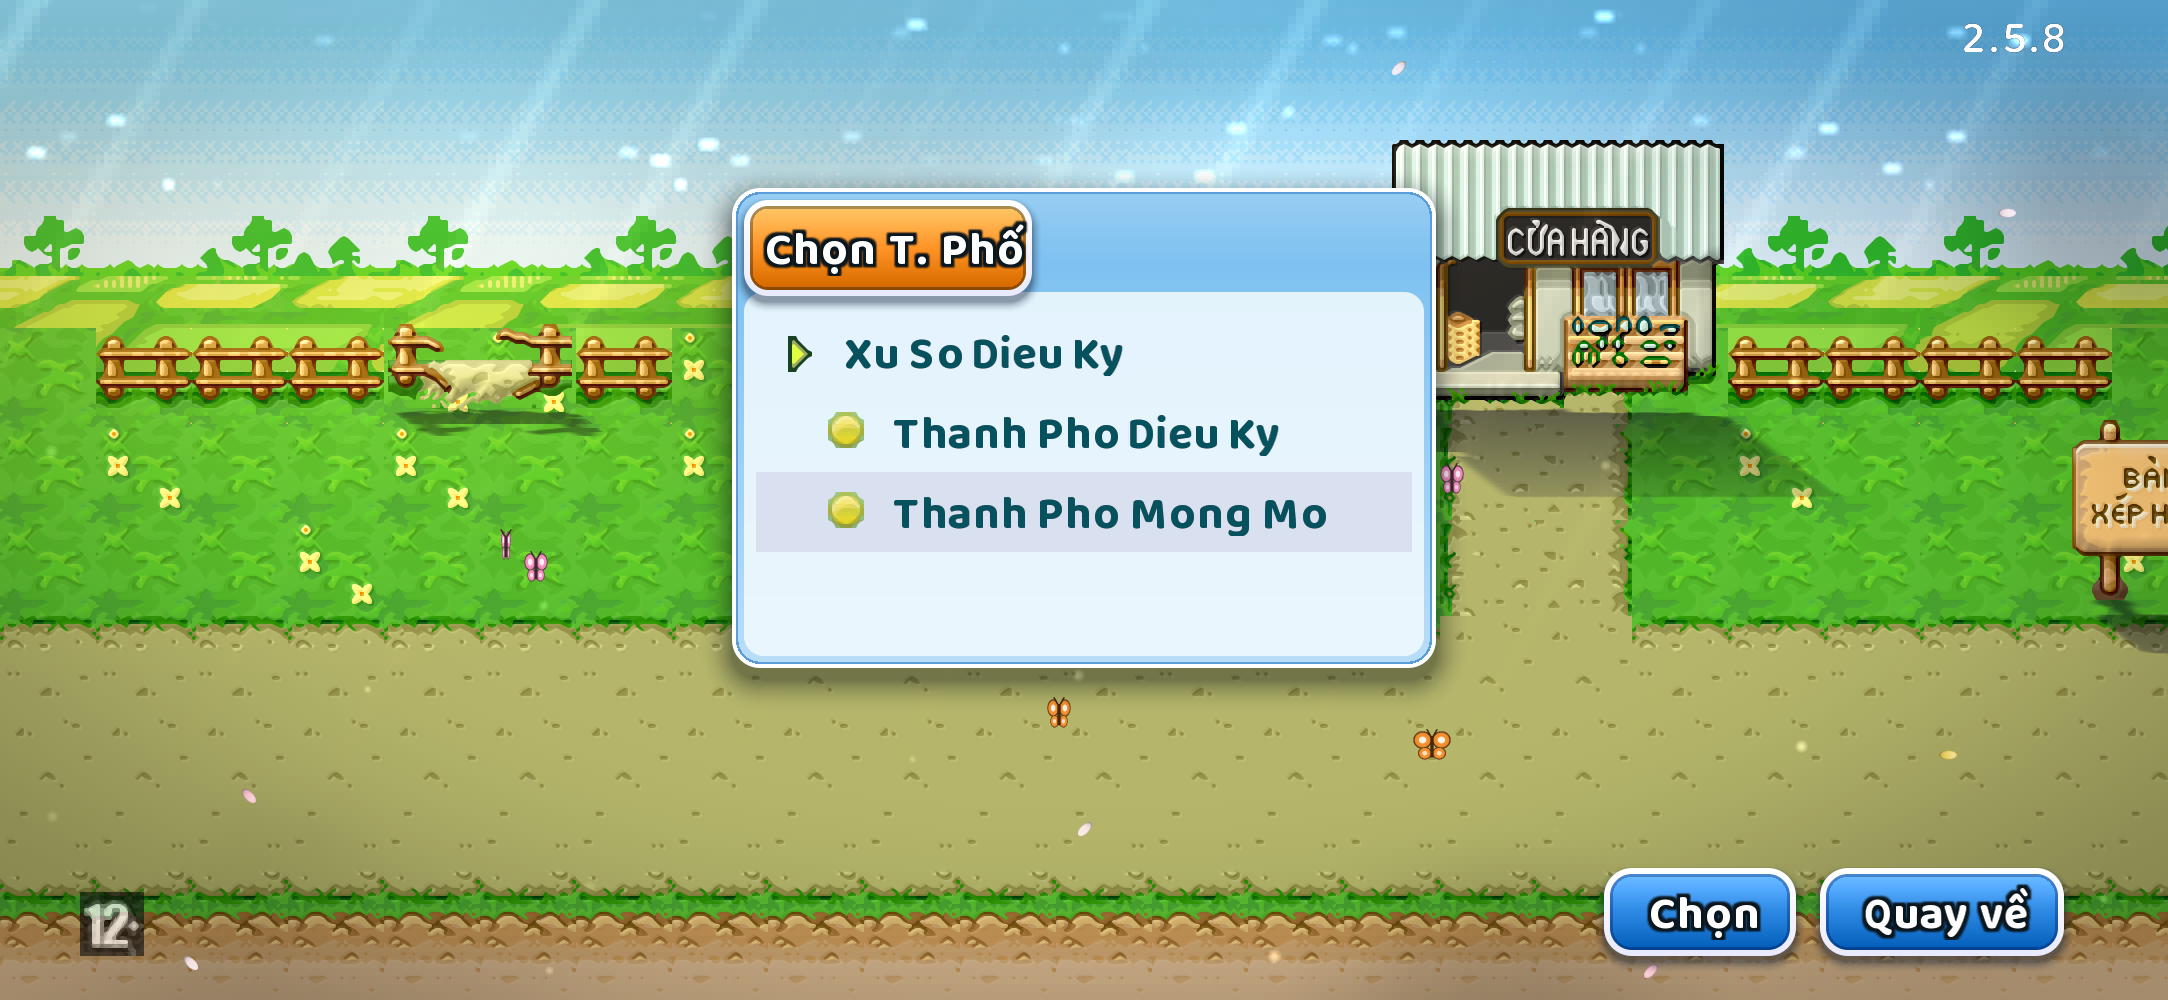 2.5.8
CỬA HÀNG
Chọn T. Phố
Xu So Dieu Ky
Thanh Pho Dieu Ky
Thanh Pho Mong Mo
XẾP
12+
Chọn
Quay về